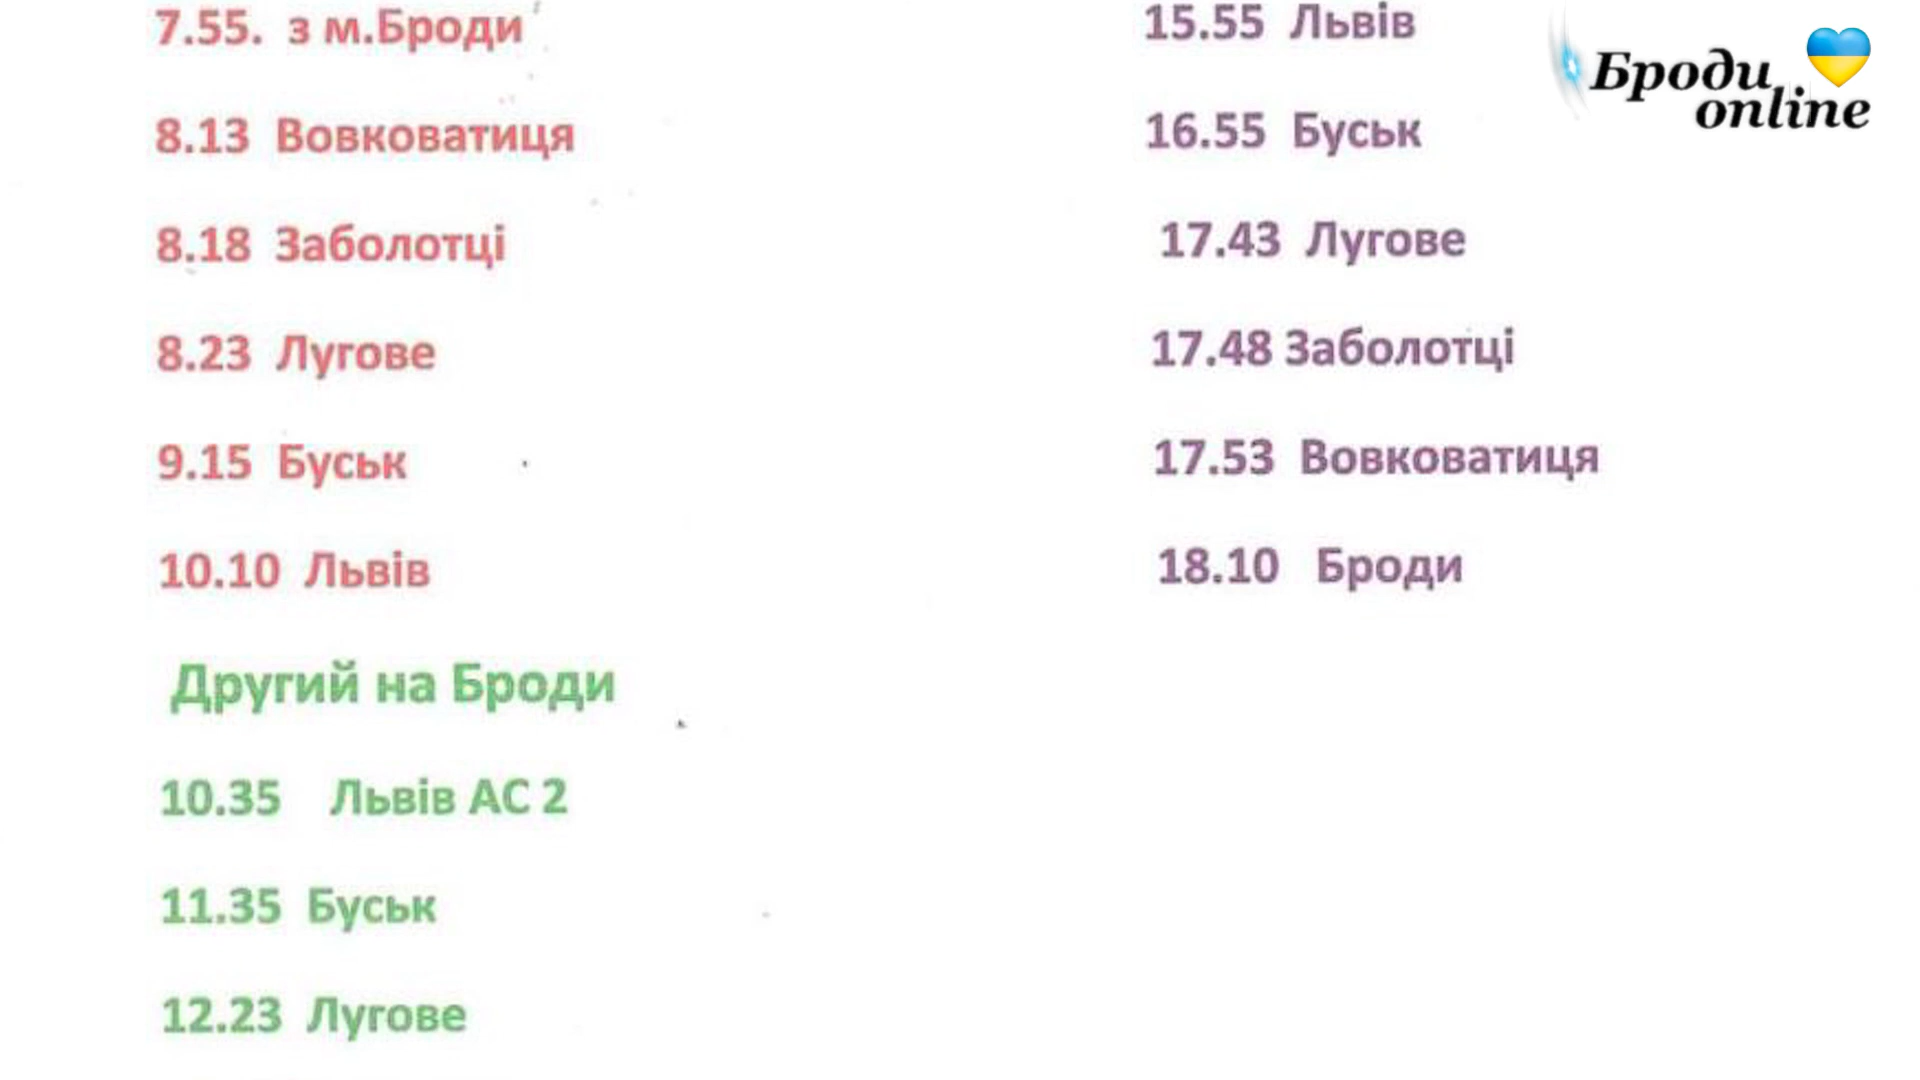 7.55. з м.Броди
8.13 Вовковатиця
8.18 Заболотці
8.23 Лугове
9.15 Буськ
10.10 Львів
Другий на Броди
10.35 Львів АС 2
11.35 Буськ
12.23 Лугове
15.55 Львів
16.55 Буськ
17.43 Лугове
17.48 Заболотці
17.53 Вовковатиця
18.10 Броди
Броди
online